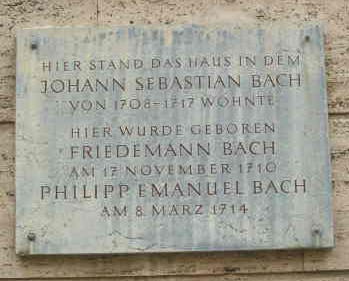 HIER STAND DAS HAUS IN DEM
JOHANN SEBASTIAN BACH
VON 1708-1717 WOHNTE
HIER WURDE GEBOREN
FRIEDEMANN BACH
AM 17 NOVEMBER 1710
PHILIPP EMANUEL BACH
AM 8. MÄRZ 1714